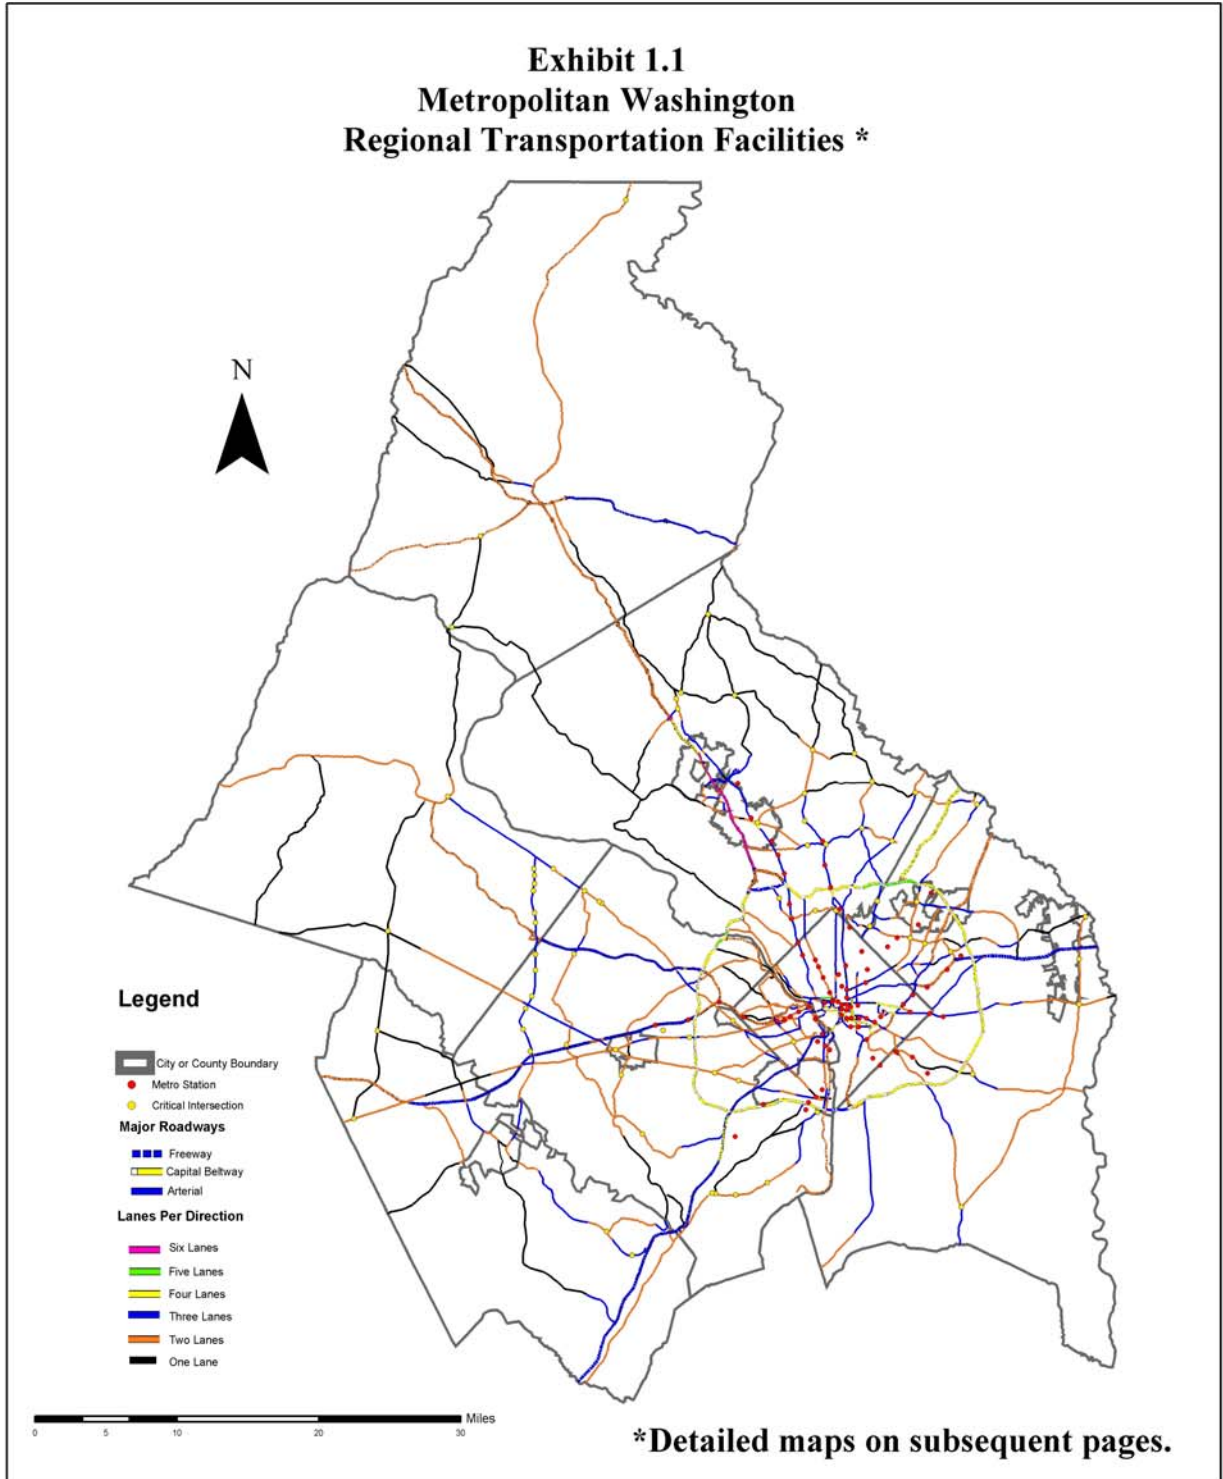 Exhibit 1.1
Metropolitan Washington
Regional Transportation Facilities *
N
Legend
City or County Boundary
Metro Station
Critical Intersection
Major Roadways
Freeway
Capital Beltway
Arterial
Lanes Per Direction
Six Lanes
Five Lanes
Four Lanes
Three Lanes
Two Lanes
One Lane
Miles
0 5 10 20 30
*Detailed maps on subsequent pages.